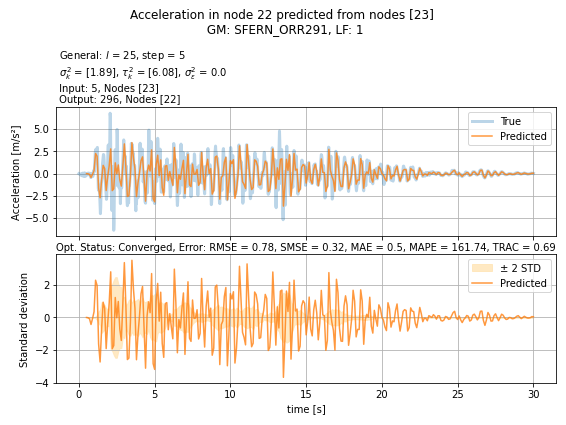 Acceleration in node 22 predicted from nodes [23]
GM: SFERN_ORR291, LF: 1
General: l = 25, step = 5
σ²ₖ = [1.89], τ²ₖ = [6.08], σ²ε = 0.0
Input: 5, Nodes [23]
Output: 296, Nodes [22]
Acceleration [m/s²]
5.0
2.5
0.0
−2.5
−5.0
True
Predicted
Opt. Status: Converged, Error: RMSE = 0.78, SMSE = 0.32, MAE = 0.5, MAPE = 161.74, TRAC = 0.69
Standard deviation
2
0
−2
−4
± 2 STD
Predicted
0 5 10 15 20 25 30
time [s]